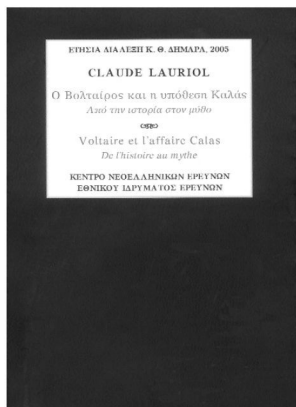 ΕΤΗΣΙΑ ΔΙΑΛΕΞΗ Κ. Θ. ΔΗΜΑΡΑ, 2005
CLAUDE LAURIOL
Ο Βολταίρος και η υπόθεση Καλάς
Από την ιστορία στον μύθο
Voltaire et l'affaire Calas
De l'histoire au mythe
ΚΕΝΤΡΟ ΝΕΟΕΛΛΗΝΙΚΩΝ ΕΡΕΥΝΩΝ
ΕΘΝΙΚΟΥ ΙΔΡΥΜΑΤΟΣ ΕΡΕΥΝΩΝ